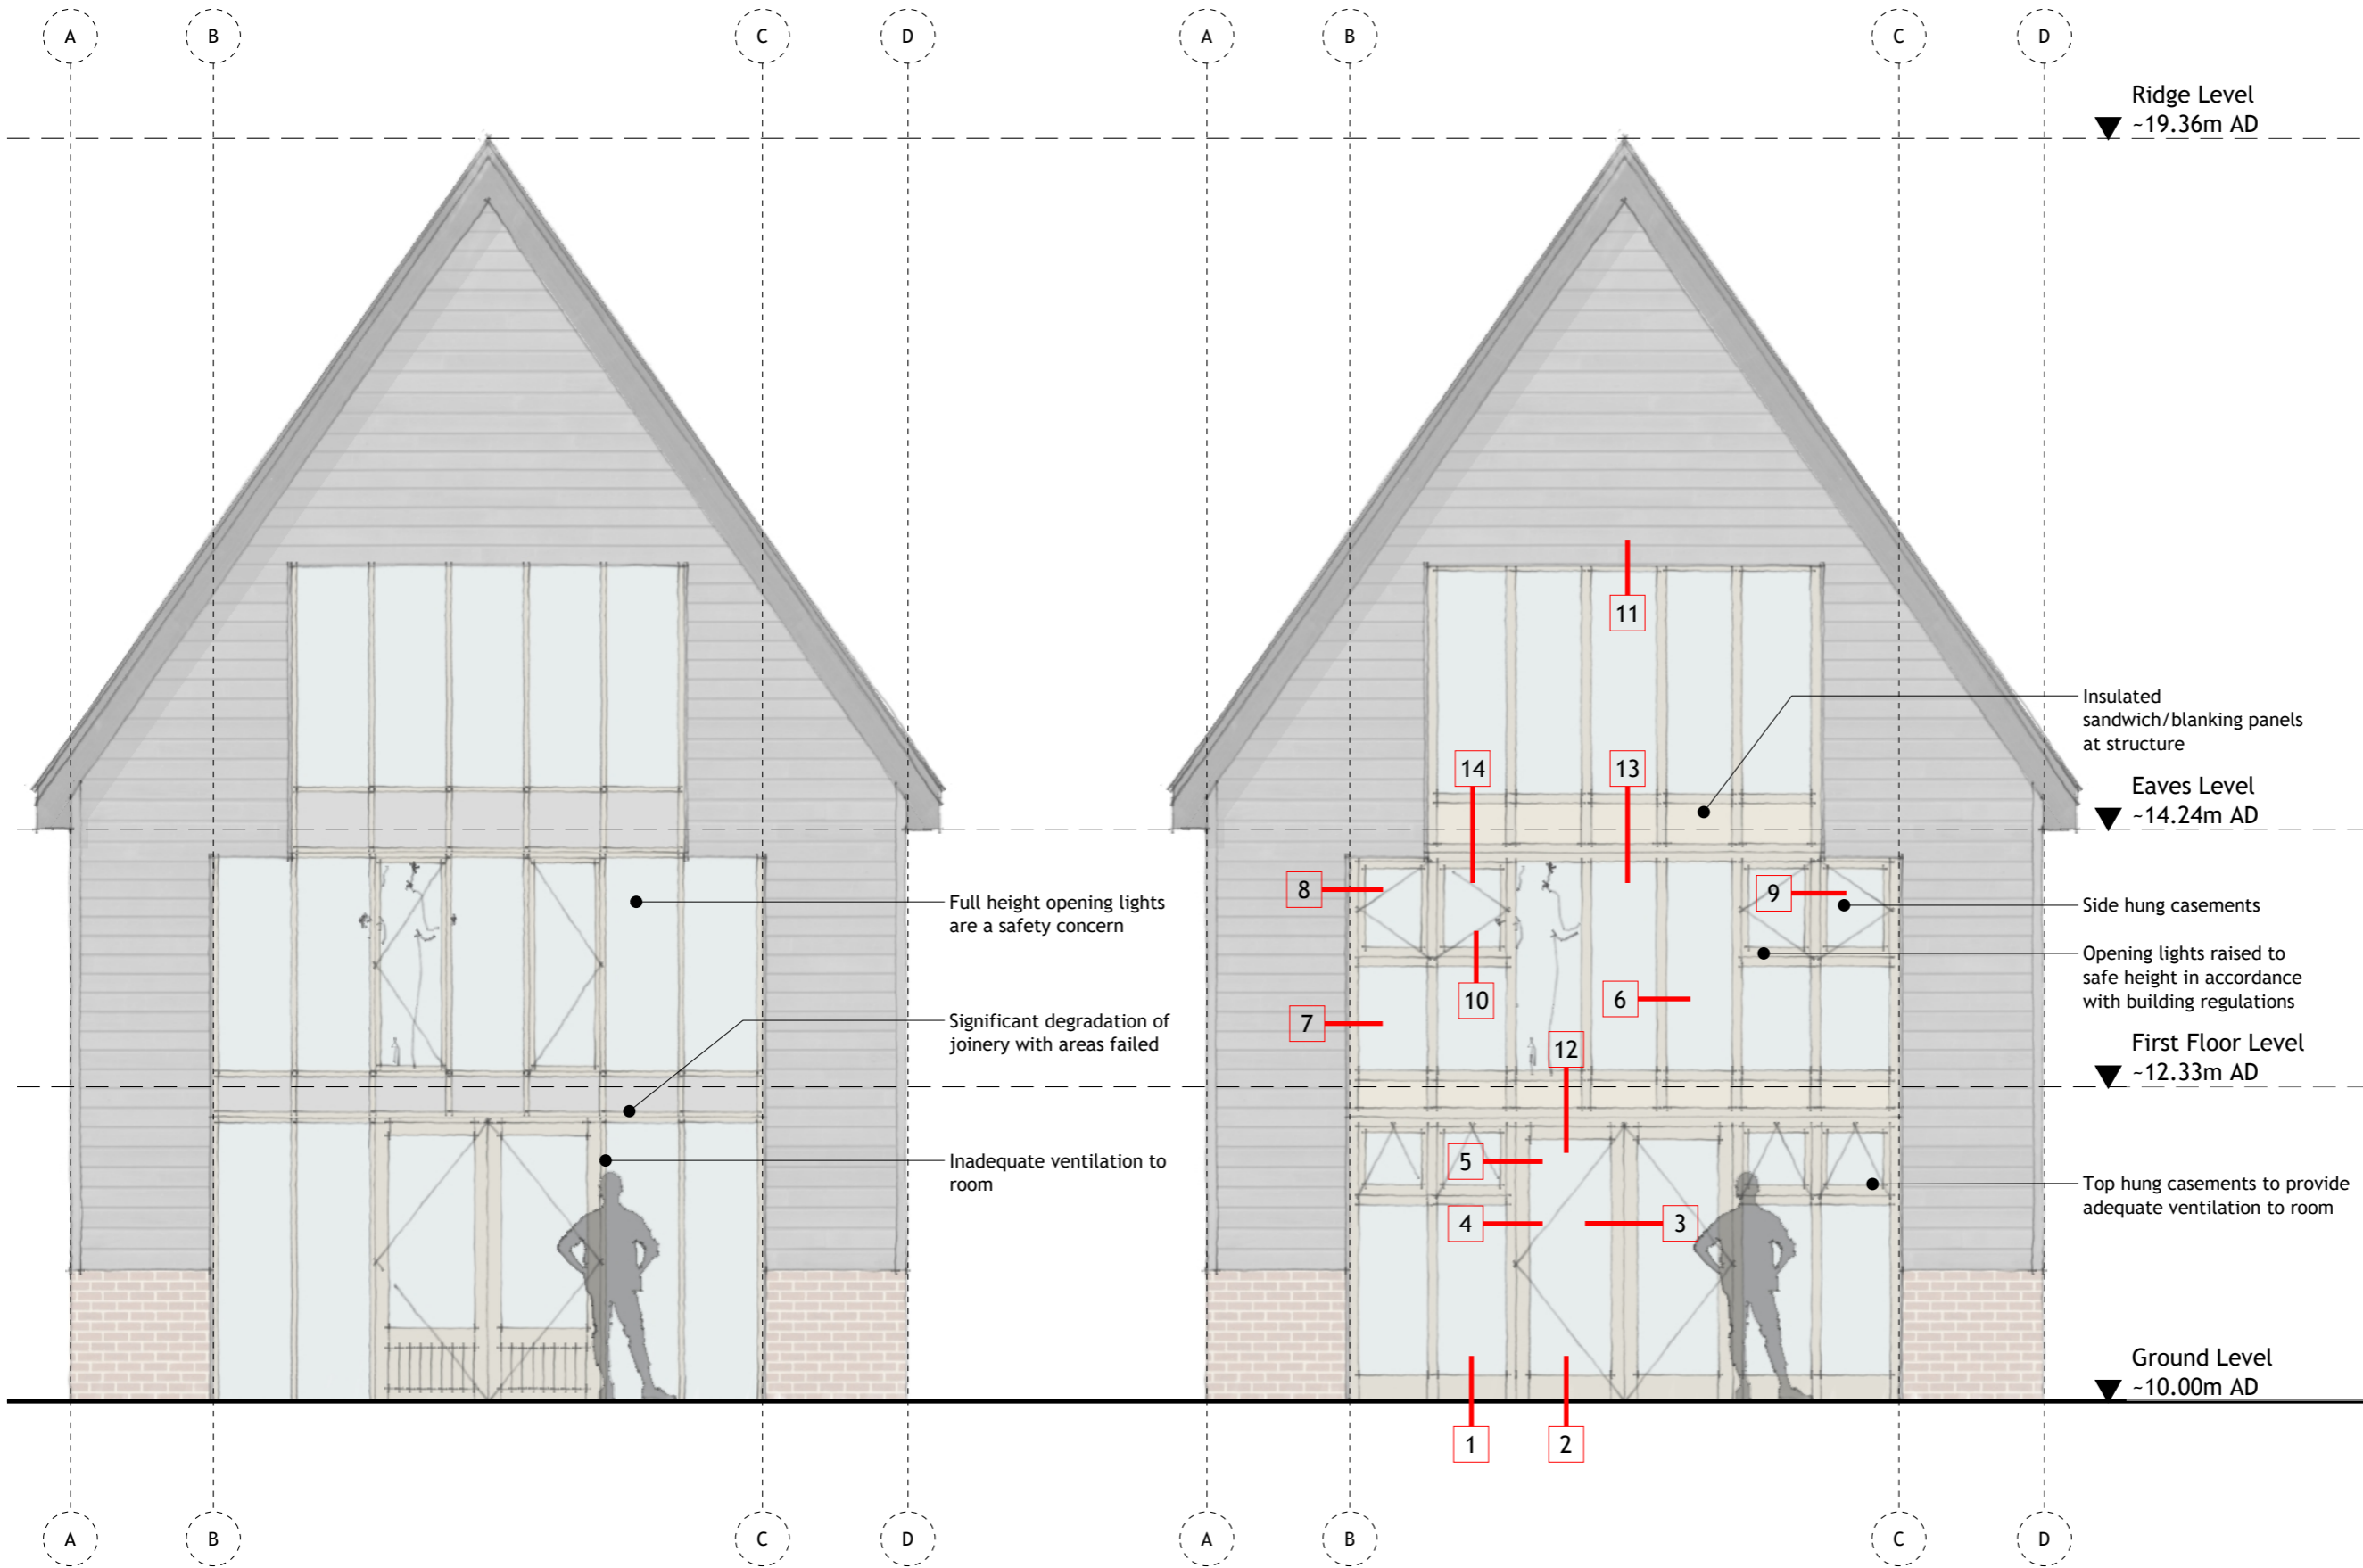 A
B
C
D
A
B
C
D
Ridge Level
~19.36m AD
11
Insulated
sandwich/blanking panels
at structure
14
13
Eaves Level
~14.24m AD
8
9
Full height opening lights
are a safety concern
Side hung casements
Opening lights raised to
safe height in accordance
with building regulations
10
6
7
Significant degradation of
joinery with areas failed
12
First Floor Level
~12.33m AD
Inadequate ventilation to
room
5
4
3
Top hung casements to provide
adequate ventilation to room
Ground Level
~10.00m AD
1
2
A
B
C
D
A
B
C
D